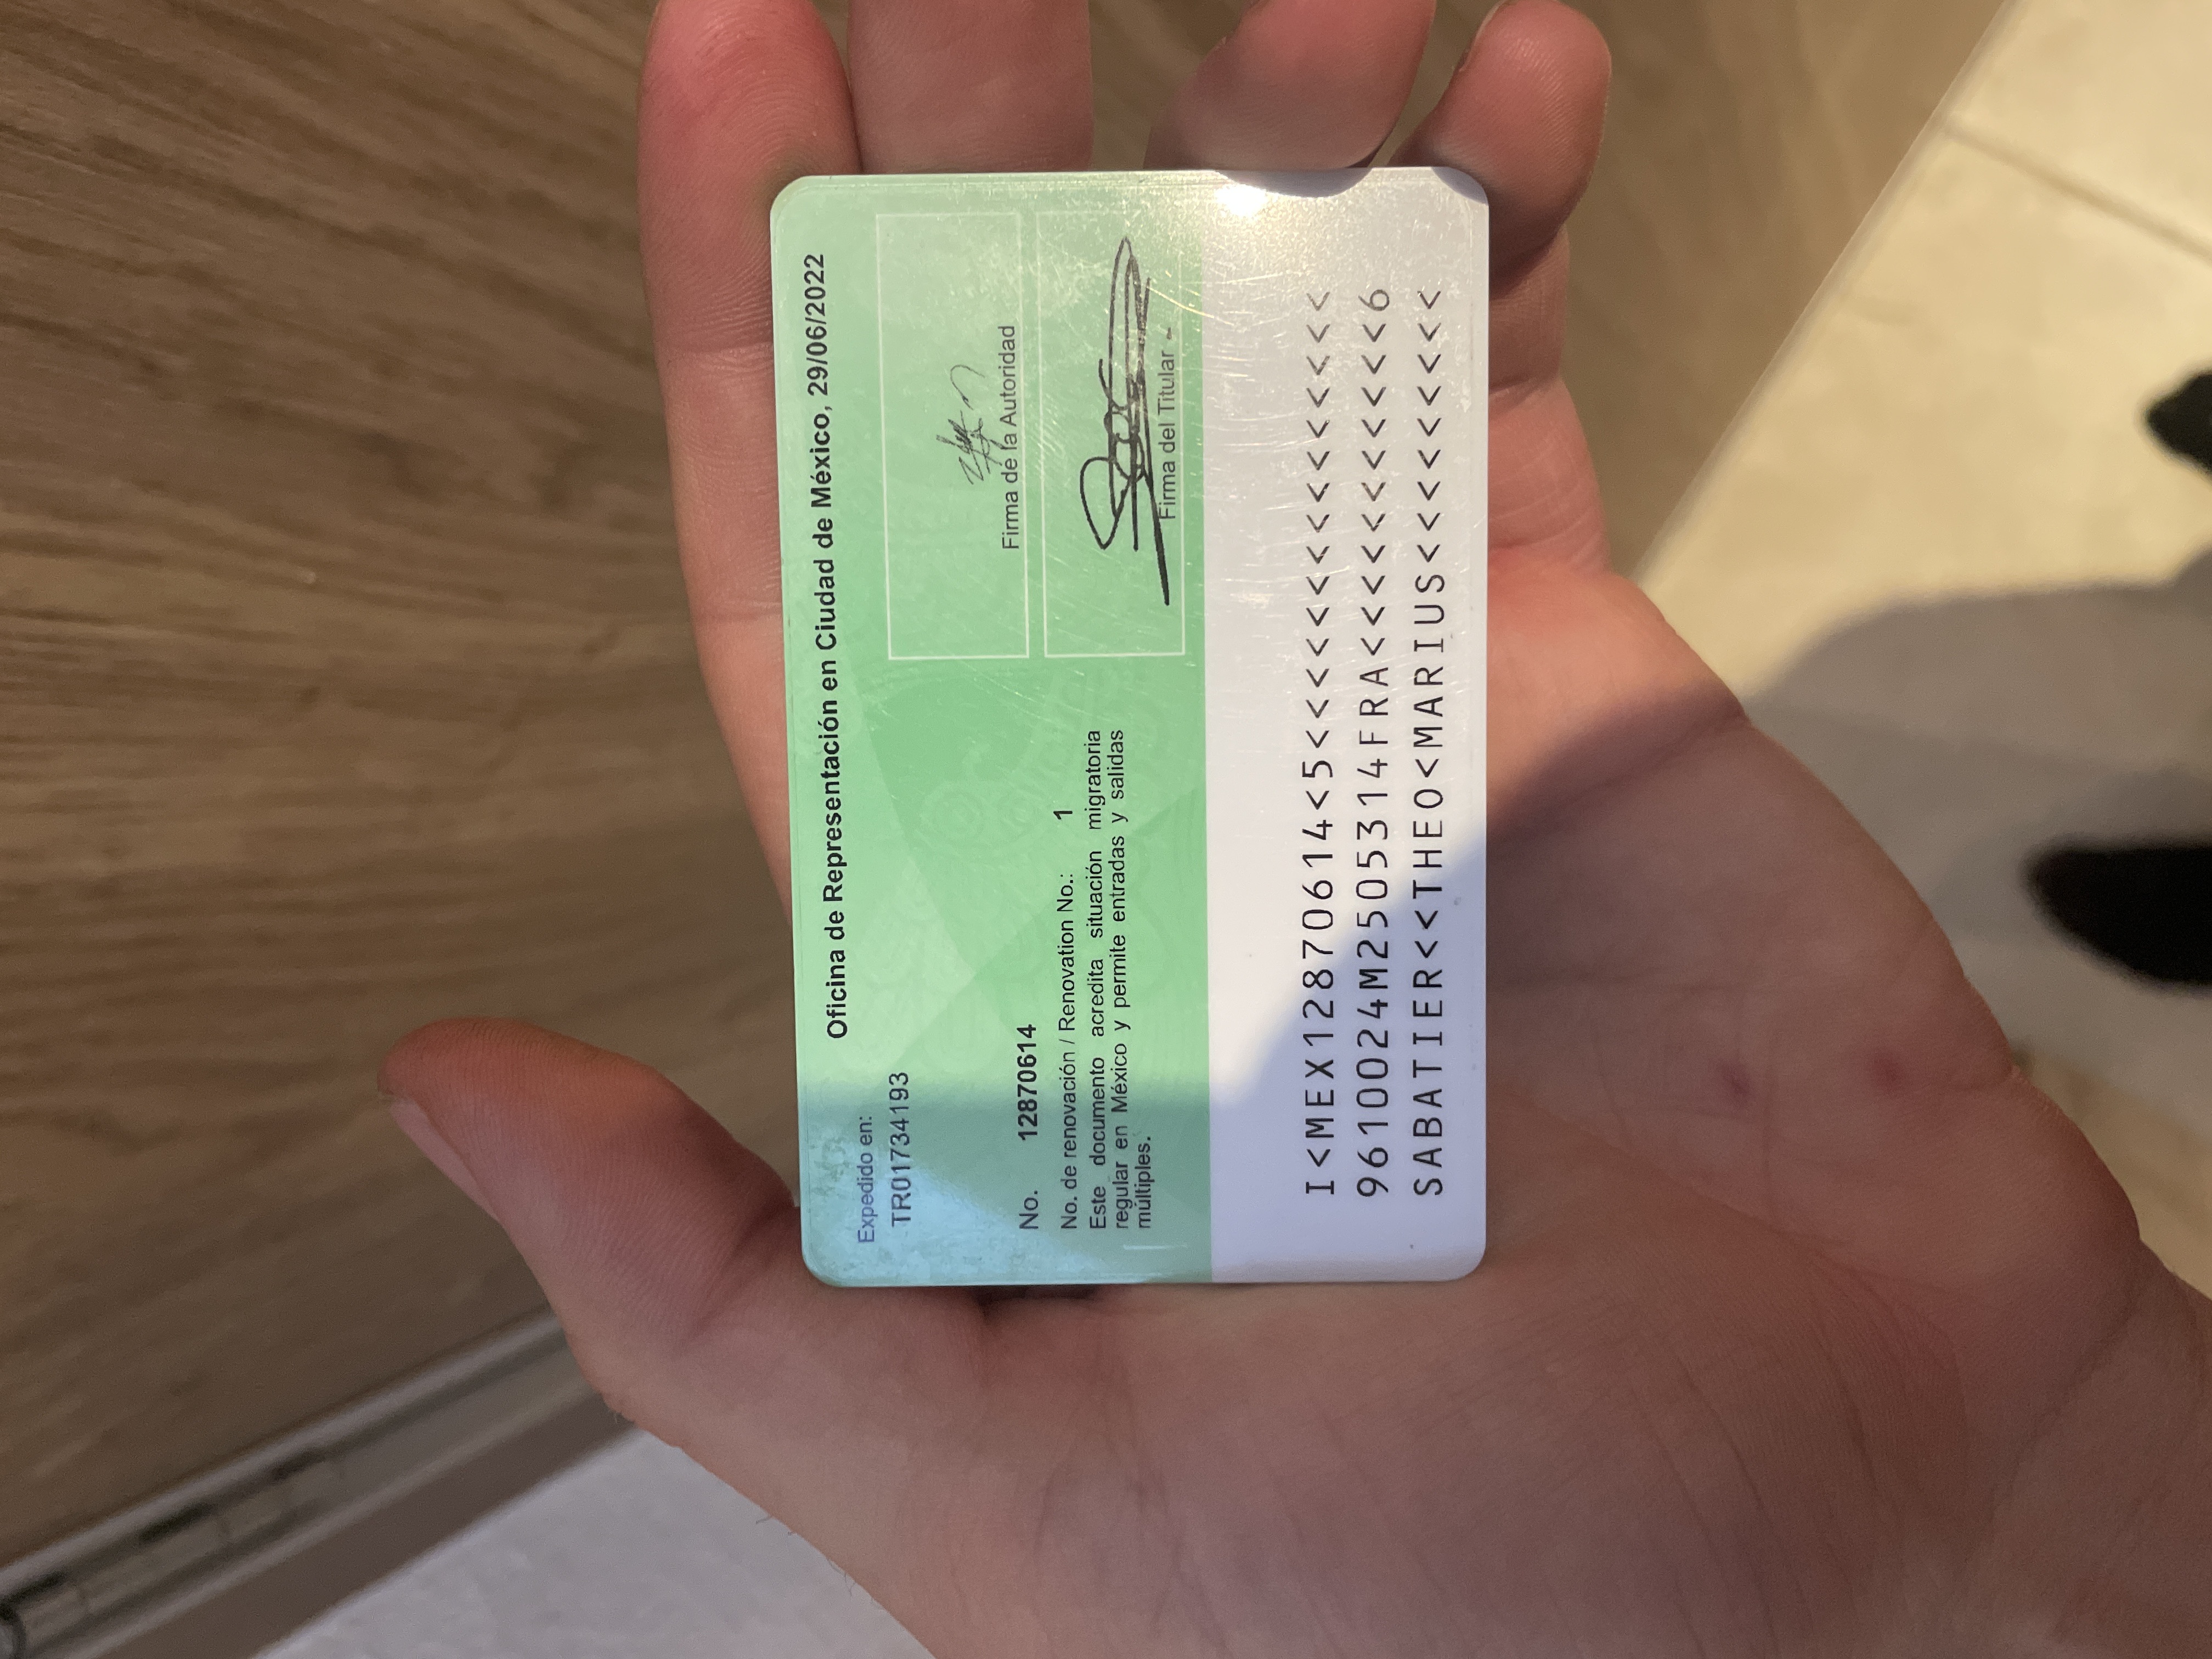 Expedido en:
Oficina de Representación en Ciudad de México, 29/06/2022
TR01734193
No. 12870614
No. de renovación / Renovation No.: 1
Este documento acredita situación migratoria
regular en México y permite entradas y salidas
múltiples.
Firma de la Autoridad
Firma del Titular
I<MEX12870614<5<<<<<<<<<<<<<<<
9610024M2505314FRA<<<<<<<<<<<6
SABATIER<<THEO<MARIUS<<<<<<<<<